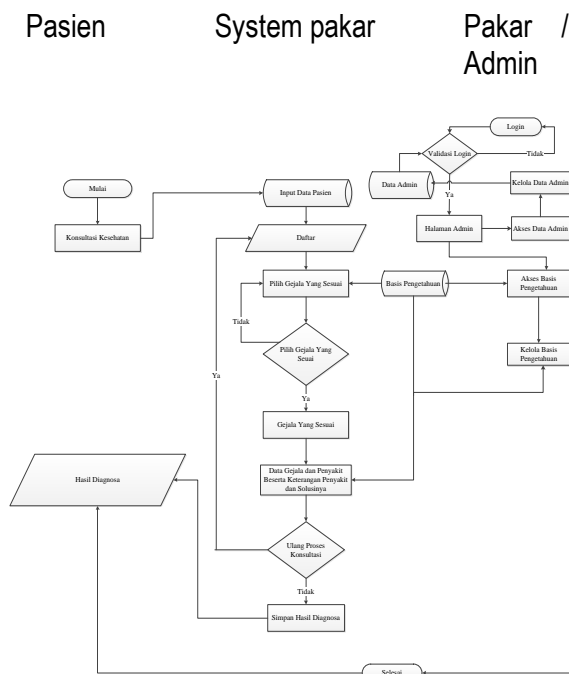 Pasien
System pakar
Pakar /
Admin
Login
Validasi Login
Tidak
Mulai
Input Data Pasien
Data Admin
Ya
Kelola Data Admin
Konsultasi Kesehatan
Daftar
Halaman Admin
Akses Data Admin
Pilih Gejala Yang Sesuai
Basis Pengetahuan
Akses Basis
Pengetahuan
Tidak
Pilih Gejala Yang
Seuai
Kelola Basis
Pengetahuan
Ya
Ya
Gejala Yang Sesuai
Hasil Diagnosa
Data Gejala dan Penyakit
Beserta Keterangan Penyakit
dan Solusinya
Ulang Proses
Konsultasi
Tidak
Simpan Hasil Diagnosa
Selesai